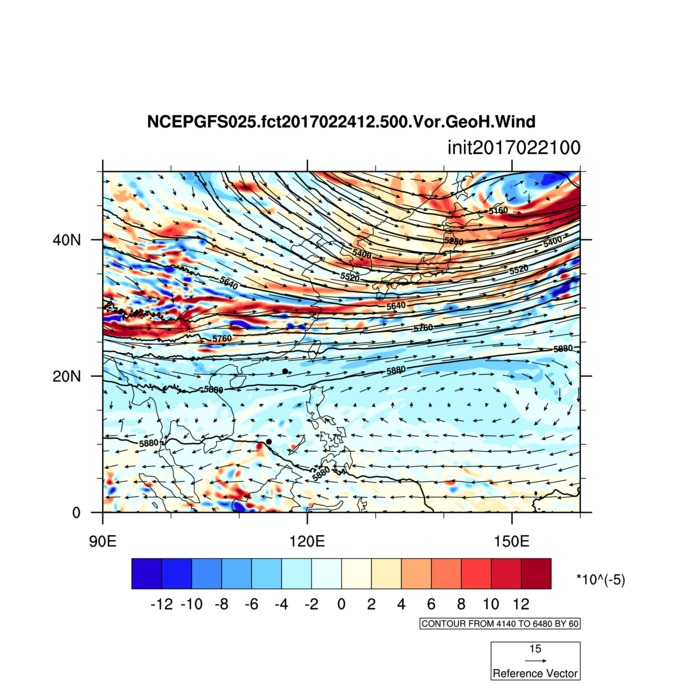 NCEPGFS025.fct2017022412.500.Vor.GeoH.Wind
init2017022100
5160
5280
5400
5400
5520
5520
40N
5640
5640
5760
5760
5880
5880
20N
5880
5880
5880
0
90E 120E 150E
-12 -10 -8 -6 -4 -2 0 2 4 6 8 10 12
*10^(-5)
CONTOUR FROM 4140 TO 6480 BY 60
15
Reference Vector